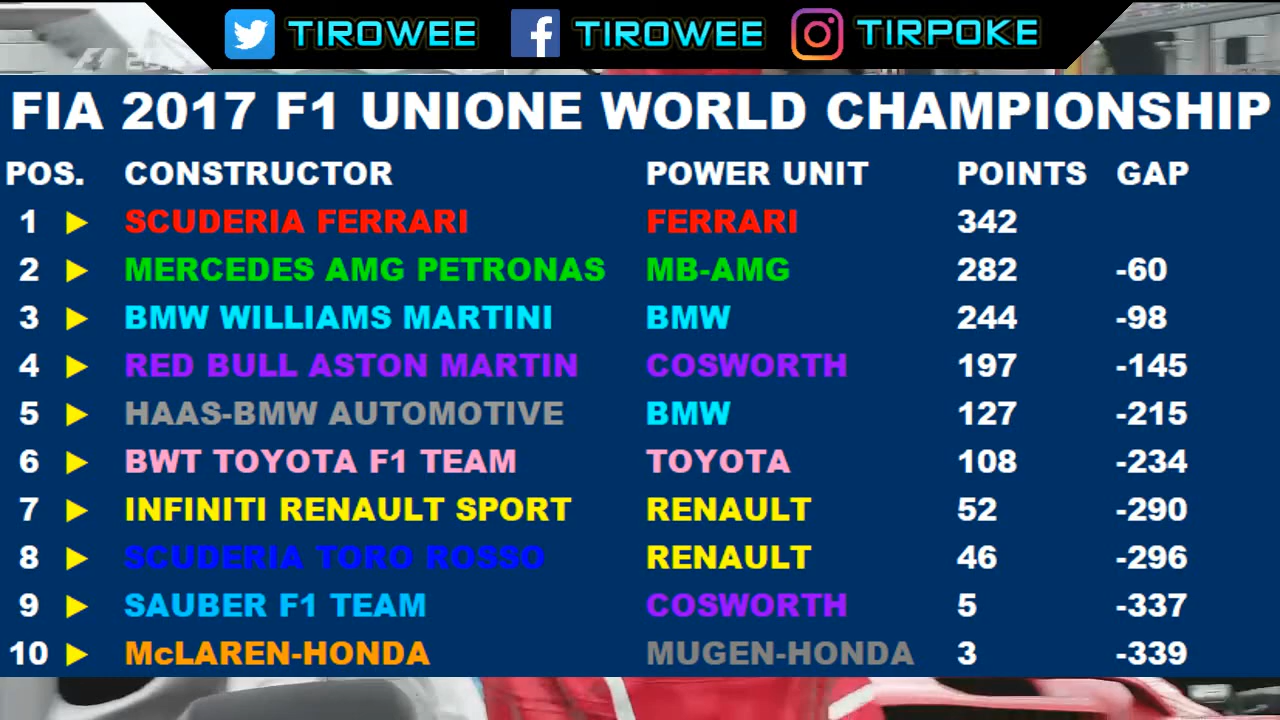 TIROWEE TIROWEE TIRPOKE
FIA 2017 F1 UNIONE WORLD CHAMPIONSHIP
POS. CONSTRUCTOR POWER UNIT POINTS GAP
1 ► SCUDERIA FERRARI FERRARI 342
2 ► MERCEDES AMG PETRONAS MB-AMG 282 -60
3 ► BMW WILLIAMS MARTINI BMW 244 -98
4 ► RED BULL ASTON MARTIN COSWORTH 197 -145
5 ► HAAS-BMW AUTOMOTIVE BMW 127 -215
6 ► BWT TOYOTA F1 TEAM TOYOTA 108 -234
7 ► INFINITI RENAULT SPORT RENAULT 52 -290
8 ► SCUDERIA TORO ROSSO RENAULT 46 -296
9 ► SAUBER F1 TEAM COSWORTH 5 -337
10 ► McLAREN-HONDA MUGEN-HONDA 3 -339